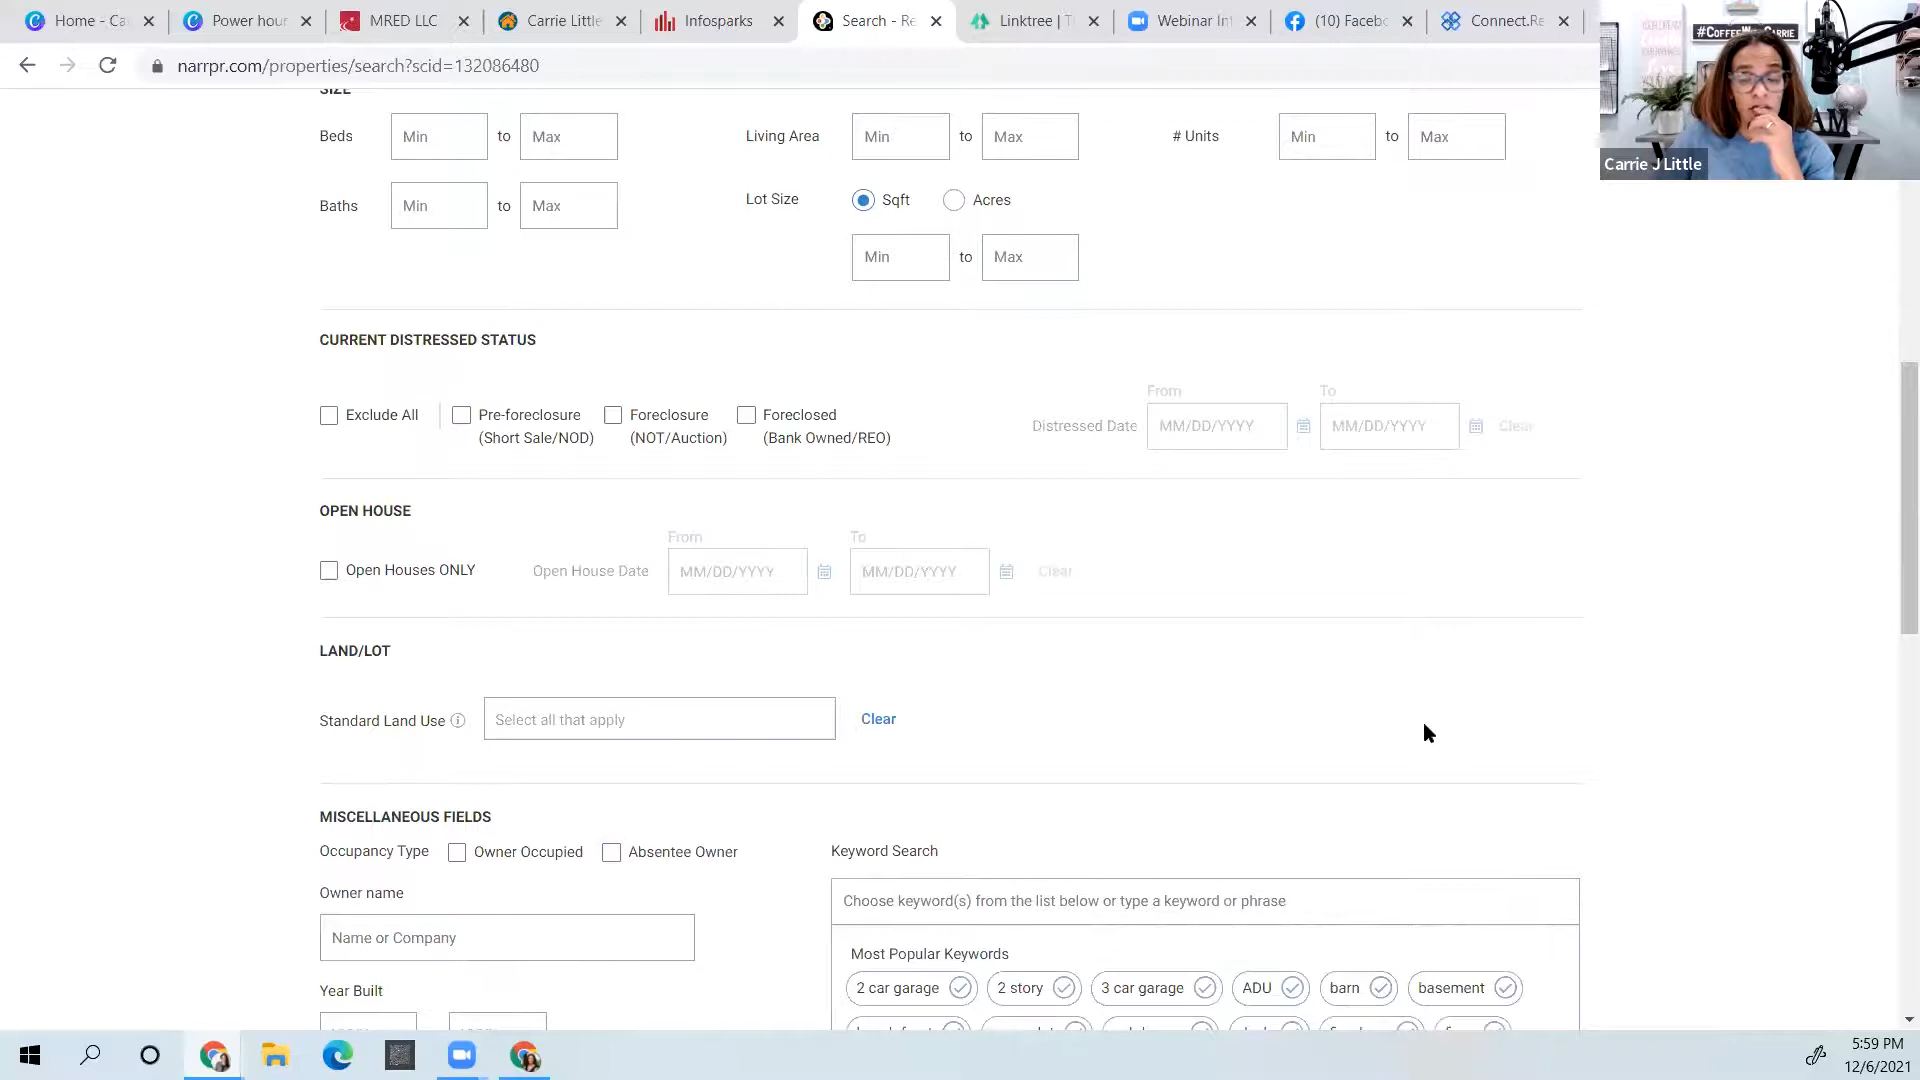 Home - Ca
Power hour
MRED LLC
Carrie Little
Infosparks
Search - Re
Linktree | T
Webinar Inf
(10) Facebo
Connect.Re
narrpr.com/properties/search?scid=132086480
#CoffeeWithCarrie
AM
Carrie J Little
SIZE
Beds Min to Max Living Area Min to Max # Units Min to Max
Baths Min to Max Lot Size Sqft Acres
Min to Max
CURRENT DISTRESSED STATUS
From To
Exclude All Pre-foreclosure Foreclosure Foreclosed
(Short Sale/NOD) (NOT/Auction) (Bank Owned/REO)
Distressed Date MM/DD/YYYY MM/DD/YYYY Clear
OPEN HOUSE
From To
Open Houses ONLY Open House Date MM/DD/YYYY MM/DD/YYYY Clear
LAND/LOT
Standard Land Use Select all that apply Clear
MISCELLANEOUS FIELDS
Occupancy Type Owner Occupied Absentee Owner
Keyword Search
Owner name
Choose keyword(s) from the list below or type a keyword or phrase
Name or Company
Most Popular Keywords
2 car garage 2 story 3 car garage ADU barn basement
Year Built
5:59 PM
12/6/2021